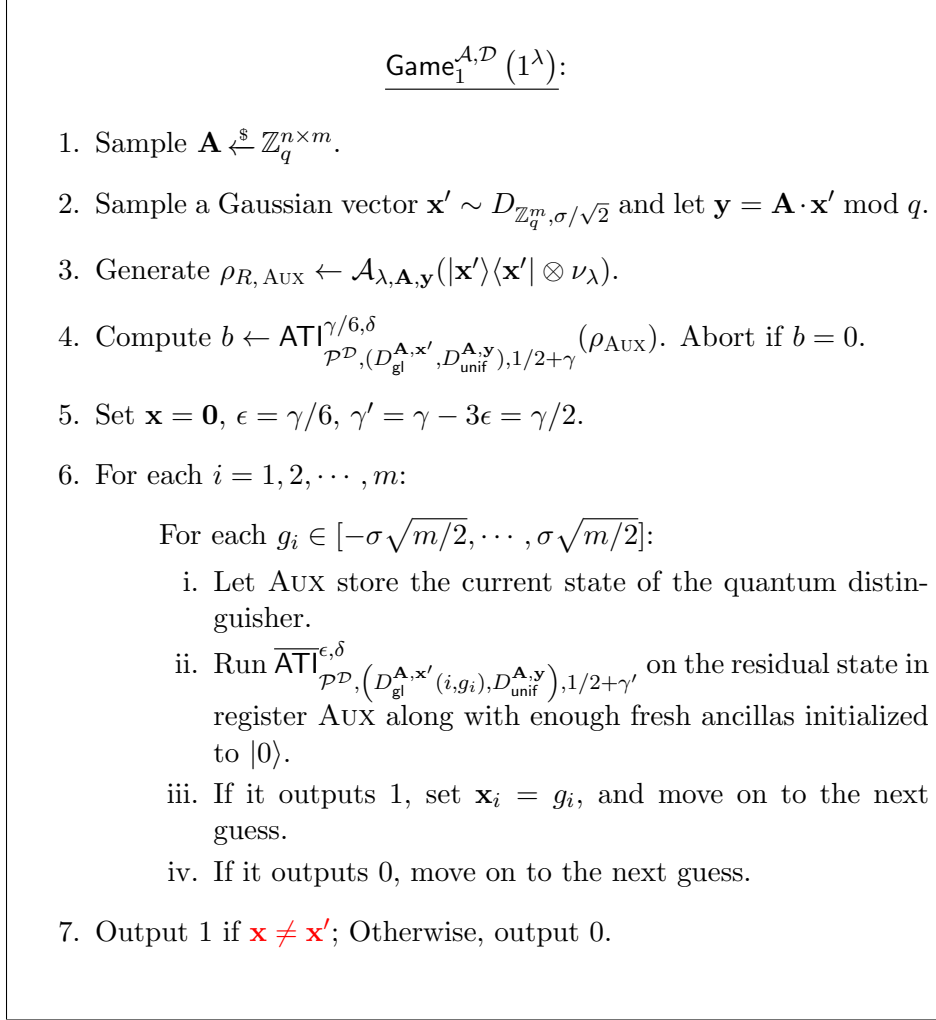 Game₁^{𝒜,𝒟} (1^λ):
1. Sample 𝐀 ←$ ℤ_q^{n×m}.
2. Sample a Gaussian vector 𝐱′ ∼ D_{ℤ_q^m,σ/√2} and let 𝐲 = 𝐀 · 𝐱′ mod q.
3. Generate ρ_{R, AUX} ← 𝒜_{λ,𝐀,𝐲}(|𝐱′⟩⟨𝐱′| ⊗ ν_λ).
4. Compute b ← ATI^{γ/6,δ}_{𝒫^𝒟,(D_gl^{𝐀,𝐱′},D_unif^{𝐀,𝐲}),1/2+γ}(ρ_AUX). Abort if b = 0.
5. Set 𝐱 = 𝟎, ϵ = γ/6, γ′ = γ − 3ϵ = γ/2.
6. For each i = 1, 2, ⋯ , m:
For each g_i ∈ [−σ√(m/2), ⋯ , σ√(m/2)]:
i. Let AUX store the current state of the quantum distin-
guisher.
ii. Run \overline{ATI}^{ϵ,δ}_{𝒫^𝒟,(D_gl^{𝐀,𝐱′}(i,g_i),D_unif^{𝐀,𝐲}),1/2+γ′} on the residual state in
register AUX along with enough fresh ancillas initialized
to |0⟩.
iii. If it outputs 1, set 𝐱_i = g_i, and move on to the next
guess.
iv. If it outputs 0, move on to the next guess.
7. Output 1 if 𝐱 ≠ 𝐱′; Otherwise, output 0.